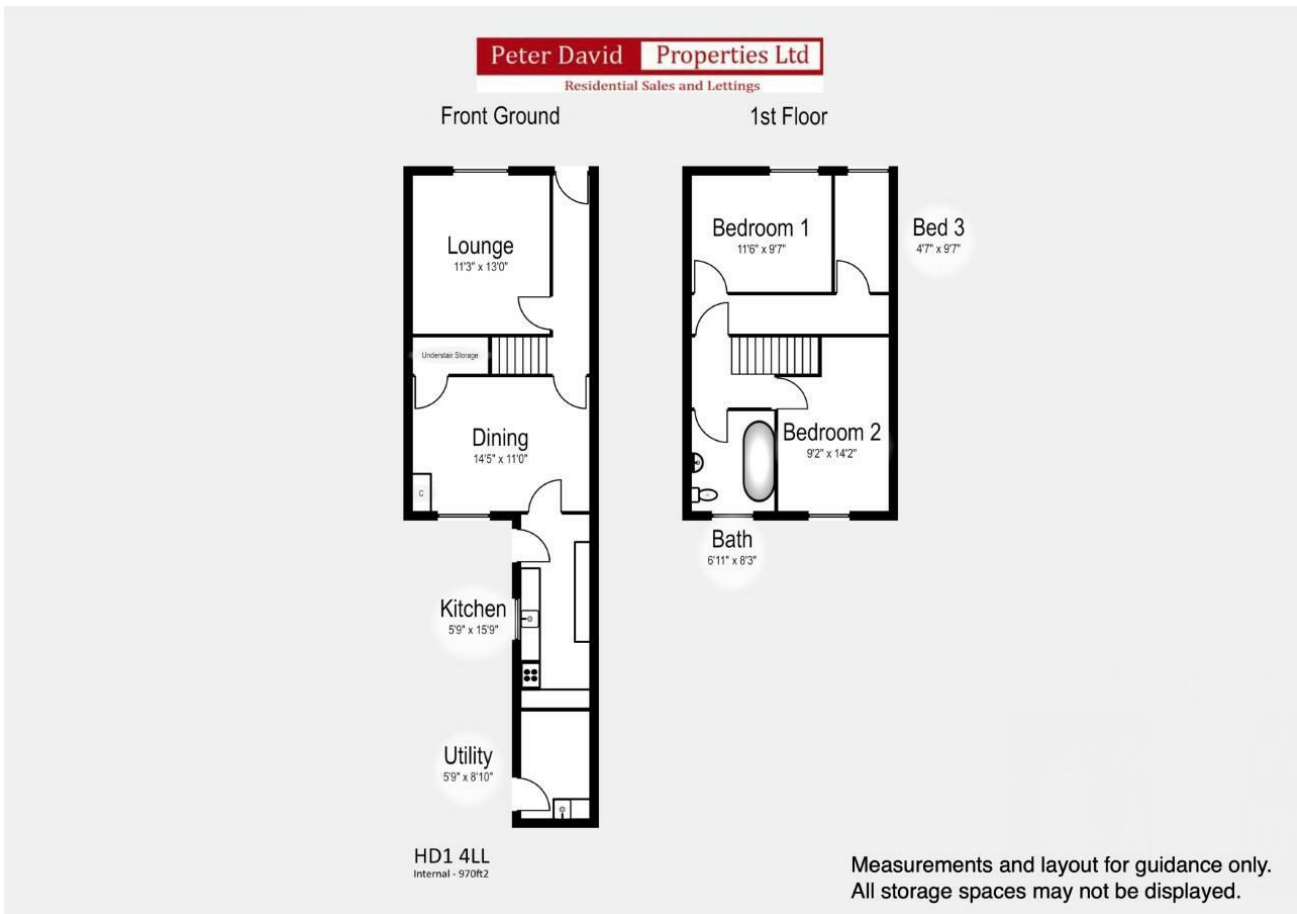 Peter David Properties Ltd
Residential Sales and Lettings
Front Ground
1st Floor
Lounge
11'3" x 13'0"
Understair Storage
Dining
14'5" x 11'0"
C
Kitchen
5'9" x 15'9"
Utility
5'9" x 8'10"
HD1 4LL
Internal - 970ft2
Bedroom 1
11'6" x 9'7"
Bed 3
4'7" x 9'7"
Bedroom 2
9'2" x 14'2"
Bath
6'11" x 8'3"
Measurements and layout for guidance only.
All storage spaces may not be displayed.